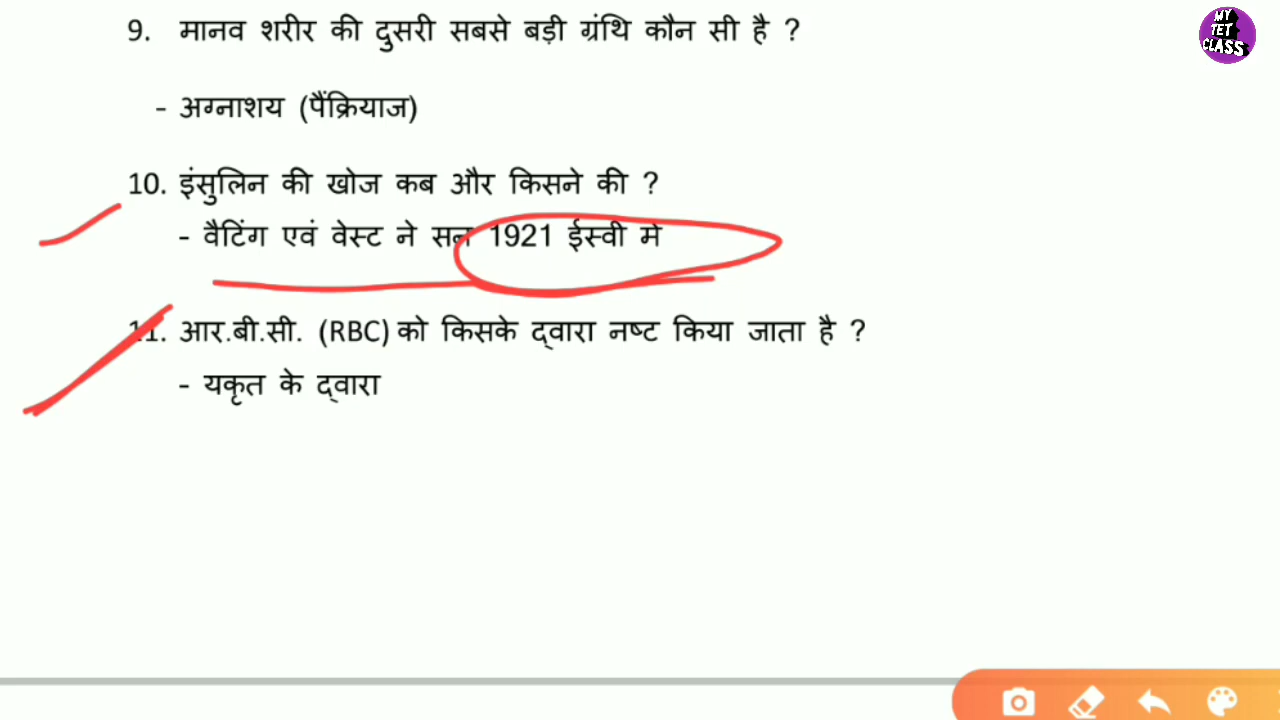 MY
TET
CLASS
9. मानव शरीर की दुसरी सबसे बड़ी ग्रंथि कौन सी है ?
- अग्नाशय (पैंक्रियाज)
10. इंसुलिन की खोज कब और किसने की ?
- वैटिंग एवं वेस्ट ने सन 1921 ईस्वी मे
11. आर.बी.सी. (RBC) को किसके द्वारा नष्ट किया जाता है ?
- यकृत के द्वारा